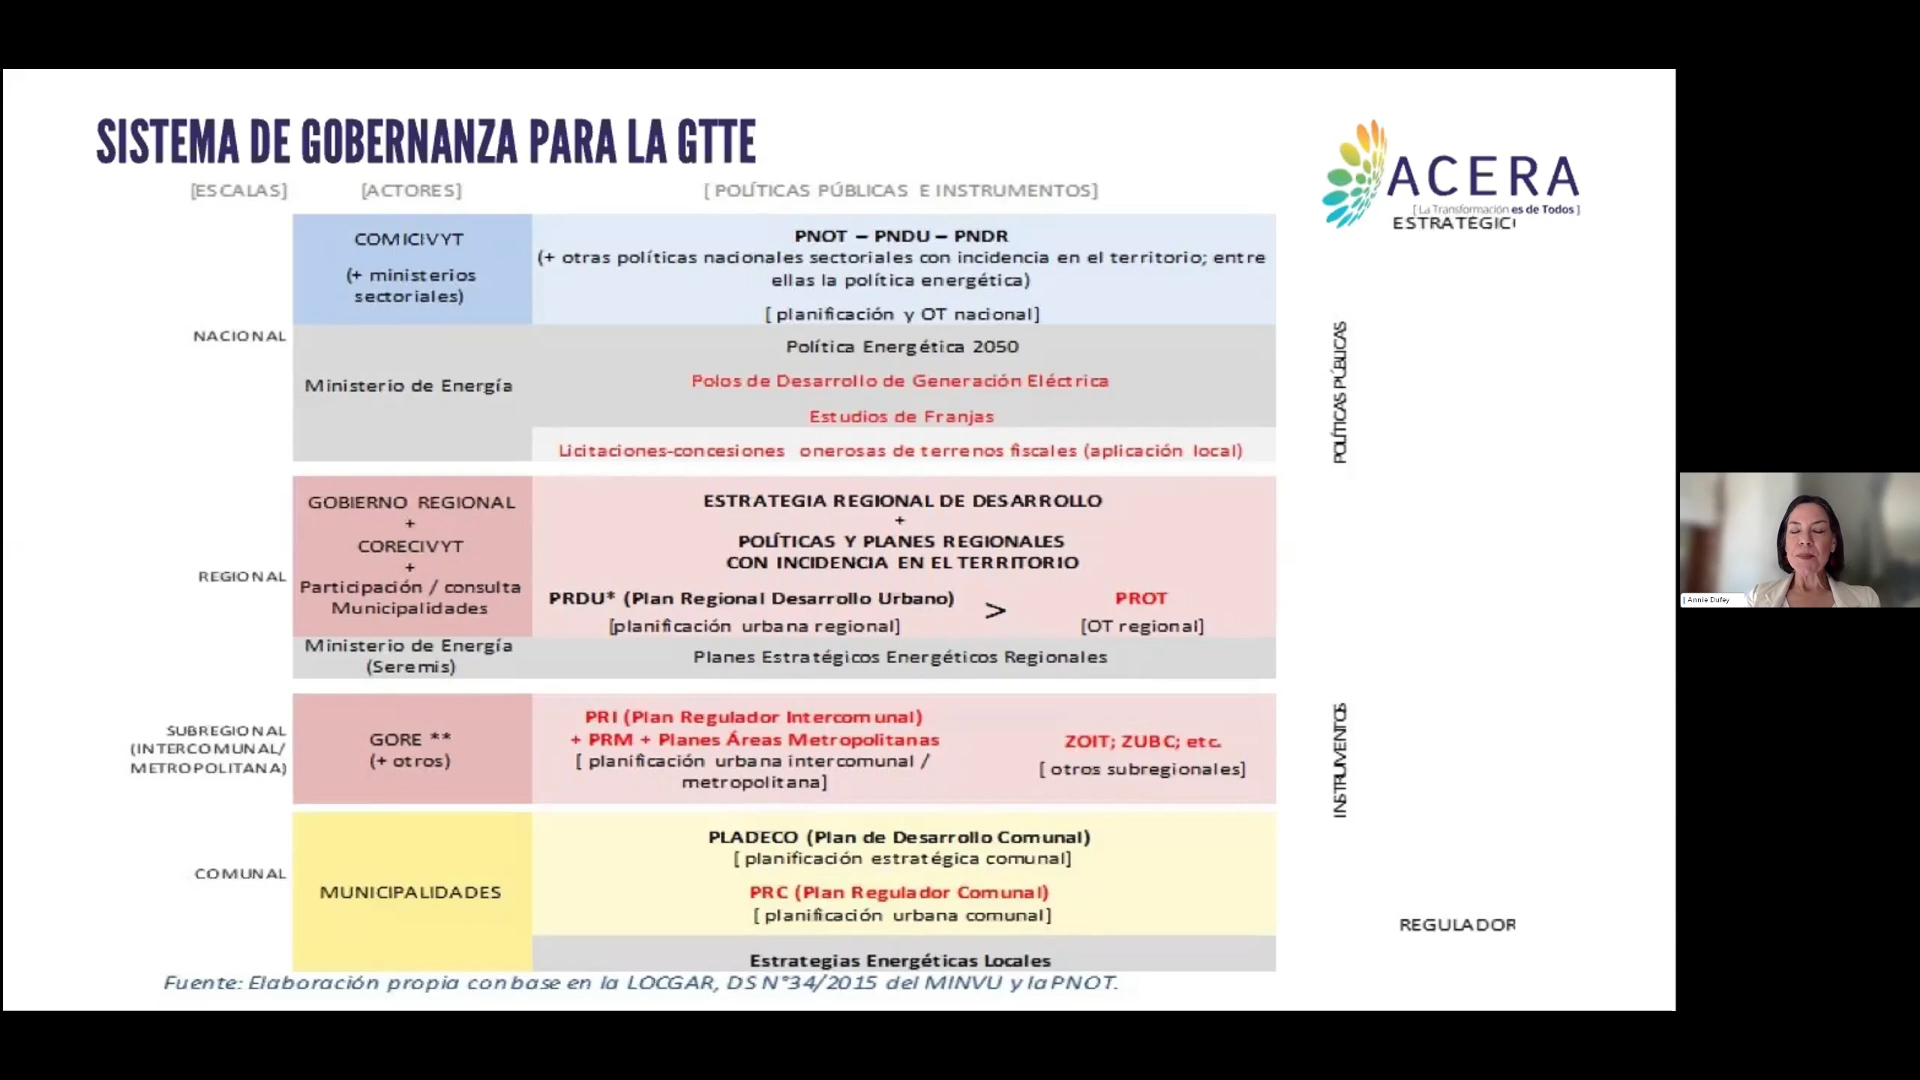 SISTEMA DE GOBERNANZA PARA LA GTTE
ACERA
[ La Transformación es de Todos ]
[ESCALAS] [ACTORES] [ POLÍTICAS PÚBLICAS E INSTRUMENTOS]
ESTRATÉGIC
NACIONAL
COMICIVYT
(+ ministerios
sectoriales)
PNOT – PNDU – PNDR
(+ otras políticas nacionales sectoriales con incidencia en el territorio; entre
ellas la política energética)
[ planificación y OT nacional]
Ministerio de Energía
Política Energética 2050
Polos de Desarrollo de Generación Eléctrica
Estudios de Franjas
Licitaciones-concesiones onerosas de terrenos fiscales (aplicación local)
POLÍTICAS PÚBLICAS
REGIONAL
GOBIERNO REGIONAL
+
CORECIVYT
+
Participación / consulta
Municipalidades
ESTRATEGIA REGIONAL DE DESARROLLO
+
POLÍTICAS Y PLANES REGIONALES
CON INCIDENCIA EN EL TERRITORIO
PRDU* (Plan Regional Desarrollo Urbano) > PROT
[planificación urbana regional] [OT regional]
Ministerio de Energía
(Seremis)
Planes Estratégicos Energéticos Regionales
SUBREGIONAL
(INTERCOMUNAL/
METROPOLITANA)
GORE **
(+ otros)
PRI (Plan Regulador Intercomunal)
+ PRM + Planes Áreas Metropolitanas
[ planificación urbana intercomunal /
metropolitana]
ZOIT; ZUBC; etc.
[ otros subregionales]
INSTRUMENTOS
COMUNAL
MUNICIPALIDADES
PLADECO (Plan de Desarrollo Comunal)
[ planificación estratégica comunal]
PRC (Plan Regulador Comunal)
[ planificación urbana comunal]
Estrategias Energéticas Locales
REGULADOR
Fuente: Elaboración propia con base en la LOCGAR, DS N°34/2015 del MINVU y la PNOT.
Annie Dufey